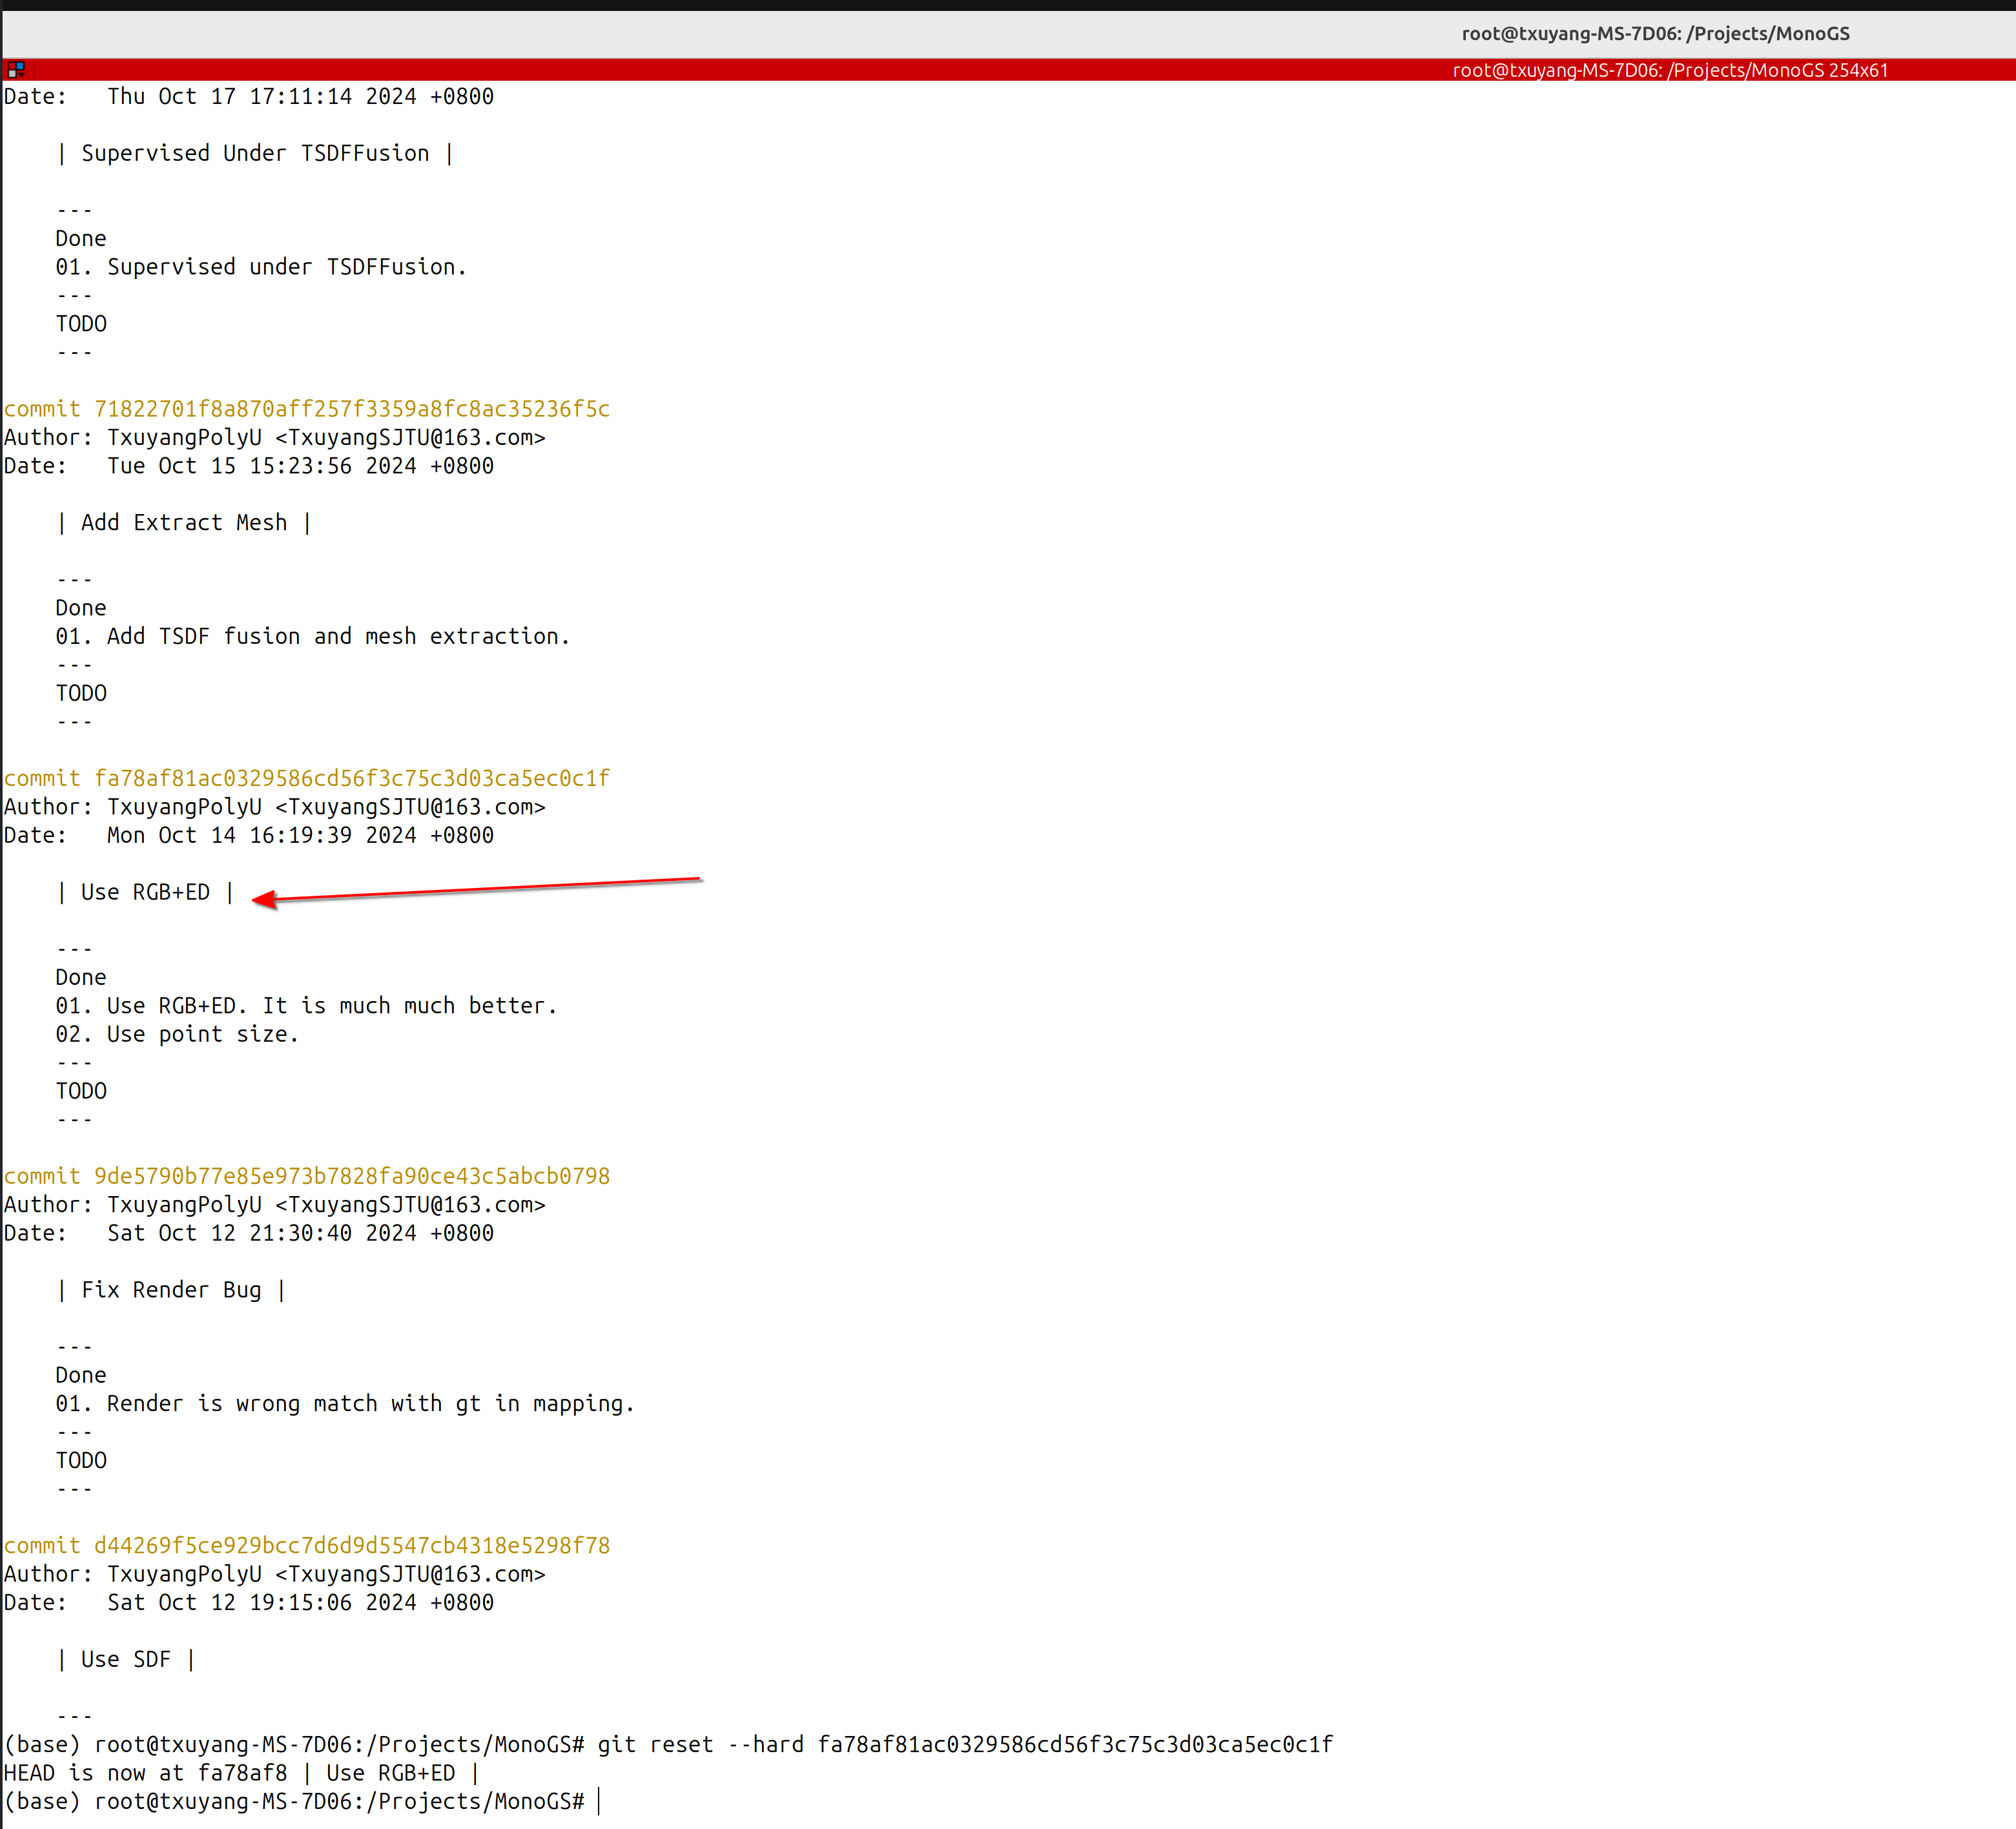 root@txuyang-MS-7D06: /Projects/MonoGS
root@txuyang-MS-7D06: /Projects/MonoGS 254x61
Date:   Thu Oct 17 17:11:14 2024 +0800
| Supervised Under TSDFFusion |
---
Done
01. Supervised under TSDFFusion.
---
TODO
---
commit 71822701f8a870aff257f3359a8fc8ac35236f5c
Author: TxuyangPolyU <TxuyangSJTU@163.com>
Date:   Tue Oct 15 15:23:56 2024 +0800
| Add Extract Mesh |
---
Done
01. Add TSDF fusion and mesh extraction.
---
TODO
---
commit fa78af81ac0329586cd56f3c75c3d03ca5ec0c1f
Author: TxuyangPolyU <TxuyangSJTU@163.com>
Date:   Mon Oct 14 16:19:39 2024 +0800
| Use RGB+ED |
---
Done
01. Use RGB+ED. It is much much better.
02. Use point size.
---
TODO
---
commit 9de5790b77e85e973b7828fa90ce43c5abcb0798
Author: TxuyangPolyU <TxuyangSJTU@163.com>
Date:   Sat Oct 12 21:30:40 2024 +0800
| Fix Render Bug |
---
Done
01. Render is wrong match with gt in mapping.
---
TODO
---
commit d44269f5ce929bcc7d6d9d5547cb4318e5298f78
Author: TxuyangPolyU <TxuyangSJTU@163.com>
Date:   Sat Oct 12 19:15:06 2024 +0800
| Use SDF |
---
(base) root@txuyang-MS-7D06:/Projects/MonoGS# git reset --hard fa78af81ac0329586cd56f3c75c3d03ca5ec0c1f
HEAD is now at fa78af8 | Use RGB+ED |
(base) root@txuyang-MS-7D06:/Projects/MonoGS#